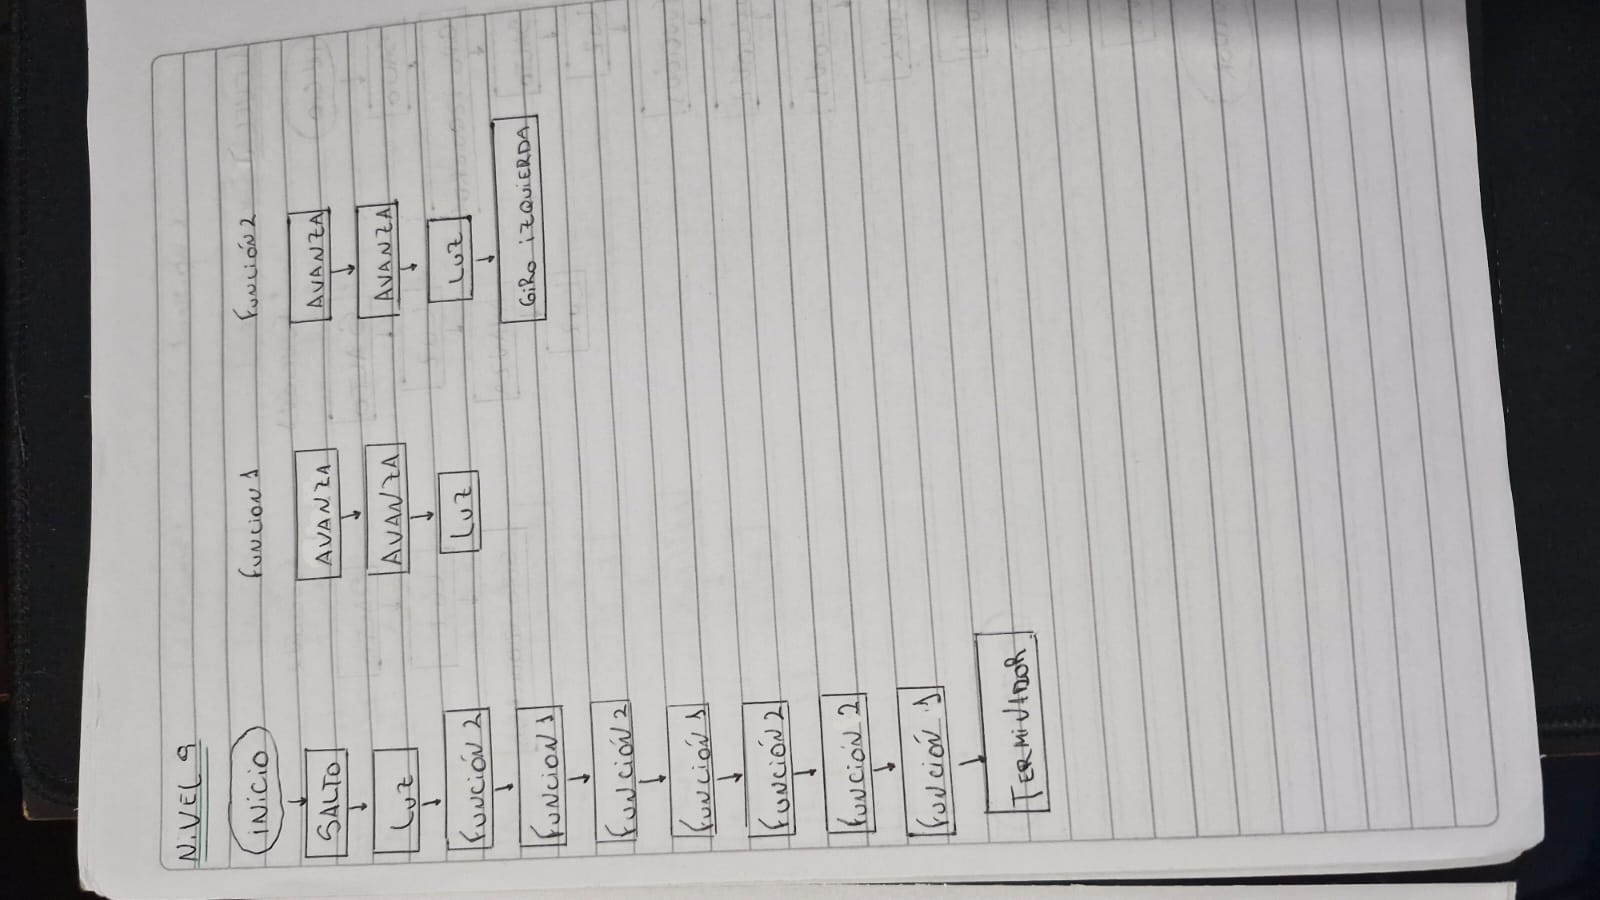 NIVEL 9
INICIO
SALTO
LUZ
FUNCIÓN 2
FUNCION 1
FUNCIÓN 2
FUNCIÓN 1
FUNCIÓN 2
FUNCIÓN 2
FUNCIÓN 1
TERMINADOR
FUNCION 1
AVANZA
AVANZA
LUZ
FUNCIÓN 2
AVANZA
AVANZA
LUZ
GIRO IZQUIERDA